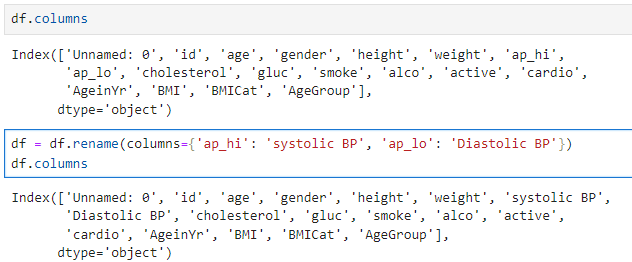 df.columns
Index(['Unnamed: 0', 'id', 'age', 'gender', 'height', 'weight', 'ap_hi',
'ap_lo', 'cholesterol', 'gluc', 'smoke', 'alco', 'active', 'cardio',
'AgeinYr', 'BMI', 'BMICat', 'AgeGroup'],
dtype='object')
df = df.rename(columns={'ap_hi': 'systolic BP', 'ap_lo': 'Diastolic BP'})
df.columns
Index(['Unnamed: 0', 'id', 'age', 'gender', 'height', 'weight', 'systolic BP',
'Diastolic BP', 'cholesterol', 'gluc', 'smoke', 'alco', 'active',
'cardio', 'AgeinYr', 'BMI', 'BMICat', 'AgeGroup'],
dtype='object')